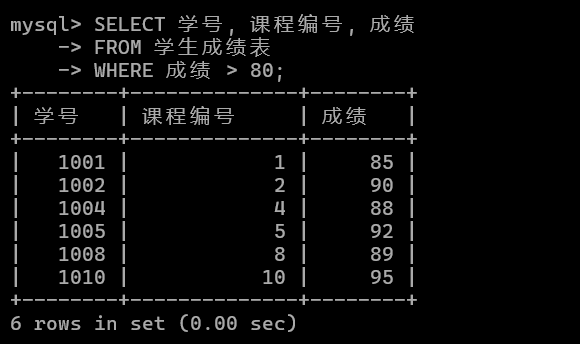 mysql> SELECT 学号, 课程编号, 成绩
    -> FROM 学生成绩表
    -> WHERE 成绩 > 80;
+--------+--------------+--------+
| 学号   | 课程编号     | 成绩   |
+--------+--------------+--------+
|   1001 |            1 |     85 |
|   1002 |            2 |     90 |
|   1004 |            4 |     88 |
|   1005 |            5 |     92 |
|   1008 |            8 |     89 |
|   1010 |           10 |     95 |
+--------+--------------+--------+
6 rows in set (0.00 sec)